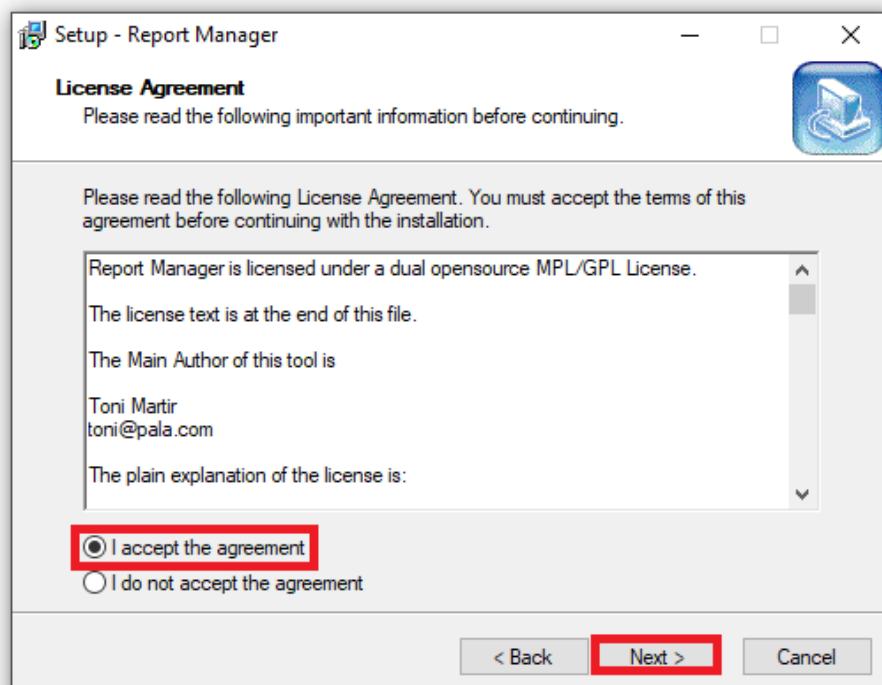 Setup - Report Manager
License Agreement
Please read the following important information before continuing.
Please read the following License Agreement. You must accept the terms of this
agreement before continuing with the installation.
Report Manager is licensed under a dual opensource MPL/GPL License.
The license text is at the end of this file.
The Main Author of this tool is
Toni Martir
toni@pala.com
The plain explanation of the license is:
I accept the agreement
I do not accept the agreement
< Back
Next >
Cancel